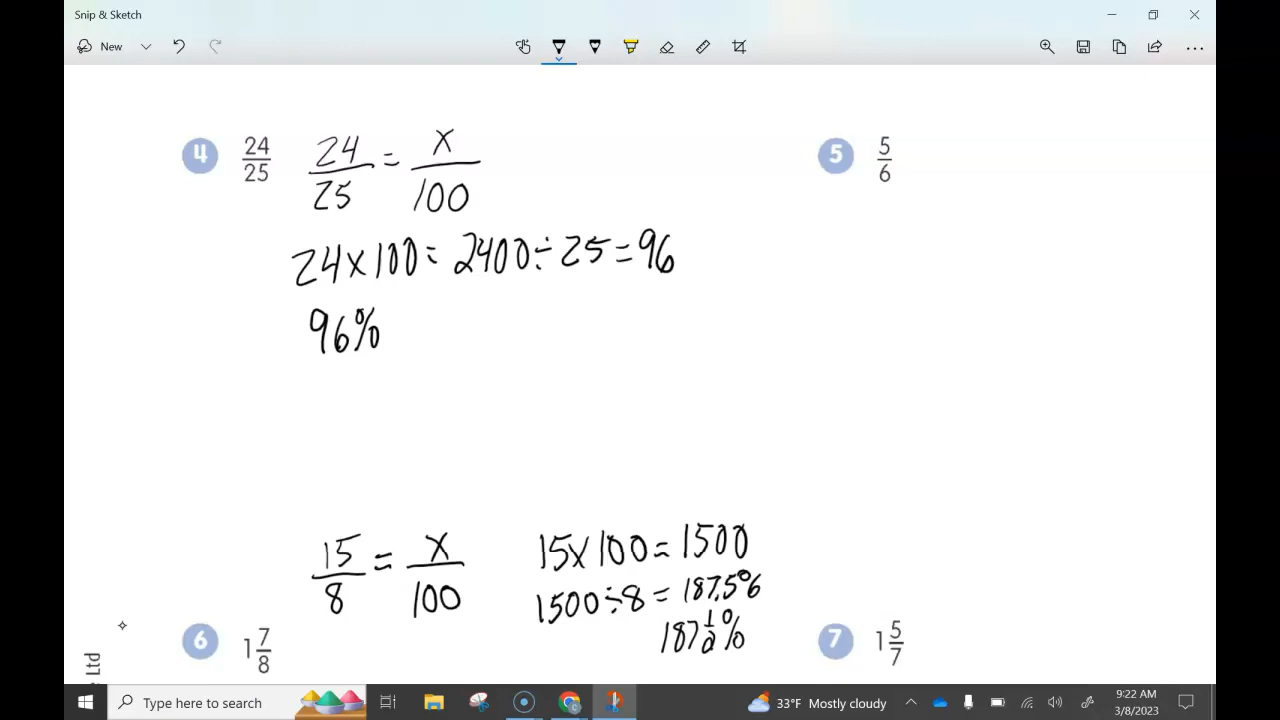 Snip & Sketch
New
4 24/25 24/25 = x/100
5 5/6
24 x 100 = 2400 ÷ 25 = 96
96%
15/8 = x/100
15 x 100 = 1500
1500 ÷ 8 = 187.5%
187 1/2 %
6 1 7/8
7 1 5/7
Ltd
Type here to search
33°F Mostly cloudy
9:22 AM
3/8/2023